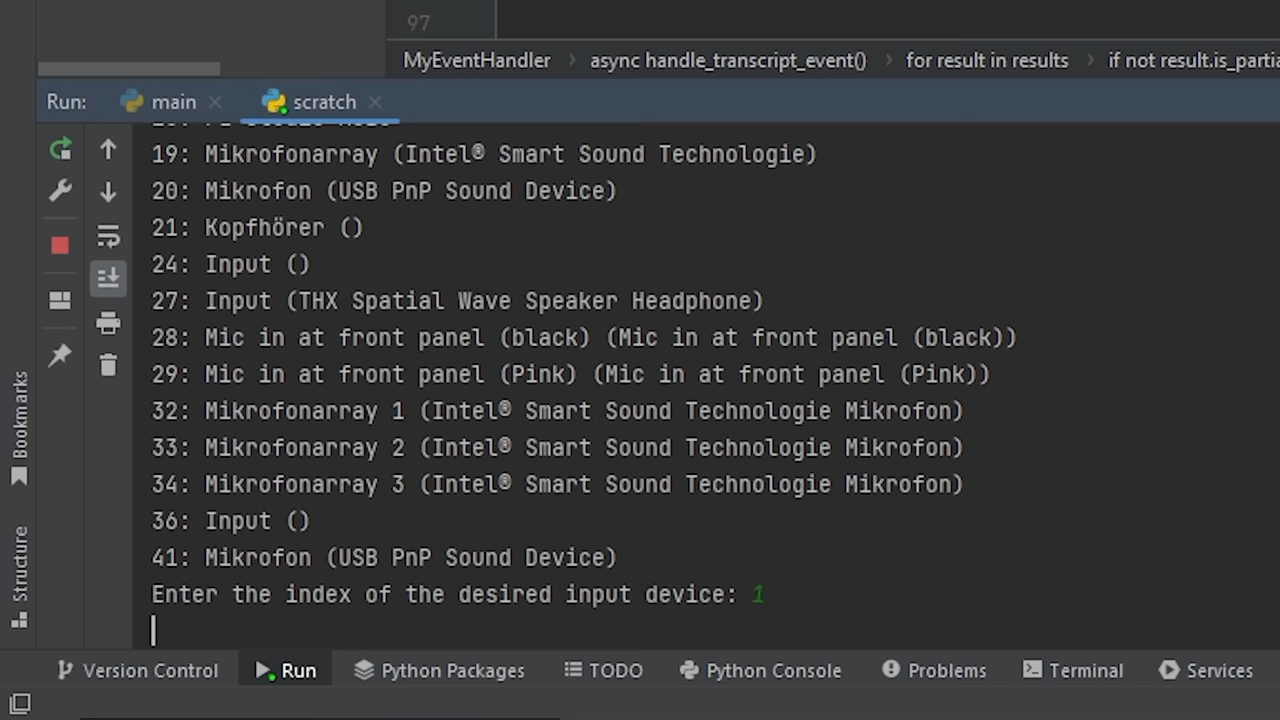 97
MyEventHandler > async handle_transcript_event() > for result in results > if not result.is_partia
Run: main scratch
19: Mikrofonarray (Intel® Smart Sound Technologie)
20: Mikrofon (USB PnP Sound Device)
21: Kopfhörer ()
24: Input ()
27: Input (THX Spatial Wave Speaker Headphone)
28: Mic in at front panel (black) (Mic in at front panel (black))
29: Mic in at front panel (Pink) (Mic in at front panel (Pink))
32: Mikrofonarray 1 (Intel® Smart Sound Technologie Mikrofon)
33: Mikrofonarray 2 (Intel® Smart Sound Technologie Mikrofon)
34: Mikrofonarray 3 (Intel® Smart Sound Technologie Mikrofon)
36: Input ()
41: Mikrofon (USB PnP Sound Device)
Enter the index of the desired input device: 1
Bookmarks
Structure
Version Control Run Python Packages TODO Python Console Problems Terminal Services